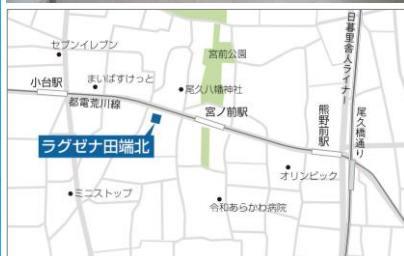 セブンイレブン
宮前公園
日暮里舎人ライナー
小台駅
まいばすけっと
尾久八幡神社
都電荒川線
宮ノ前駅
熊野前駅
尾久橋通り
ラグゼナ田端北
オリンピック
ミニストップ
令和あらかわ病院